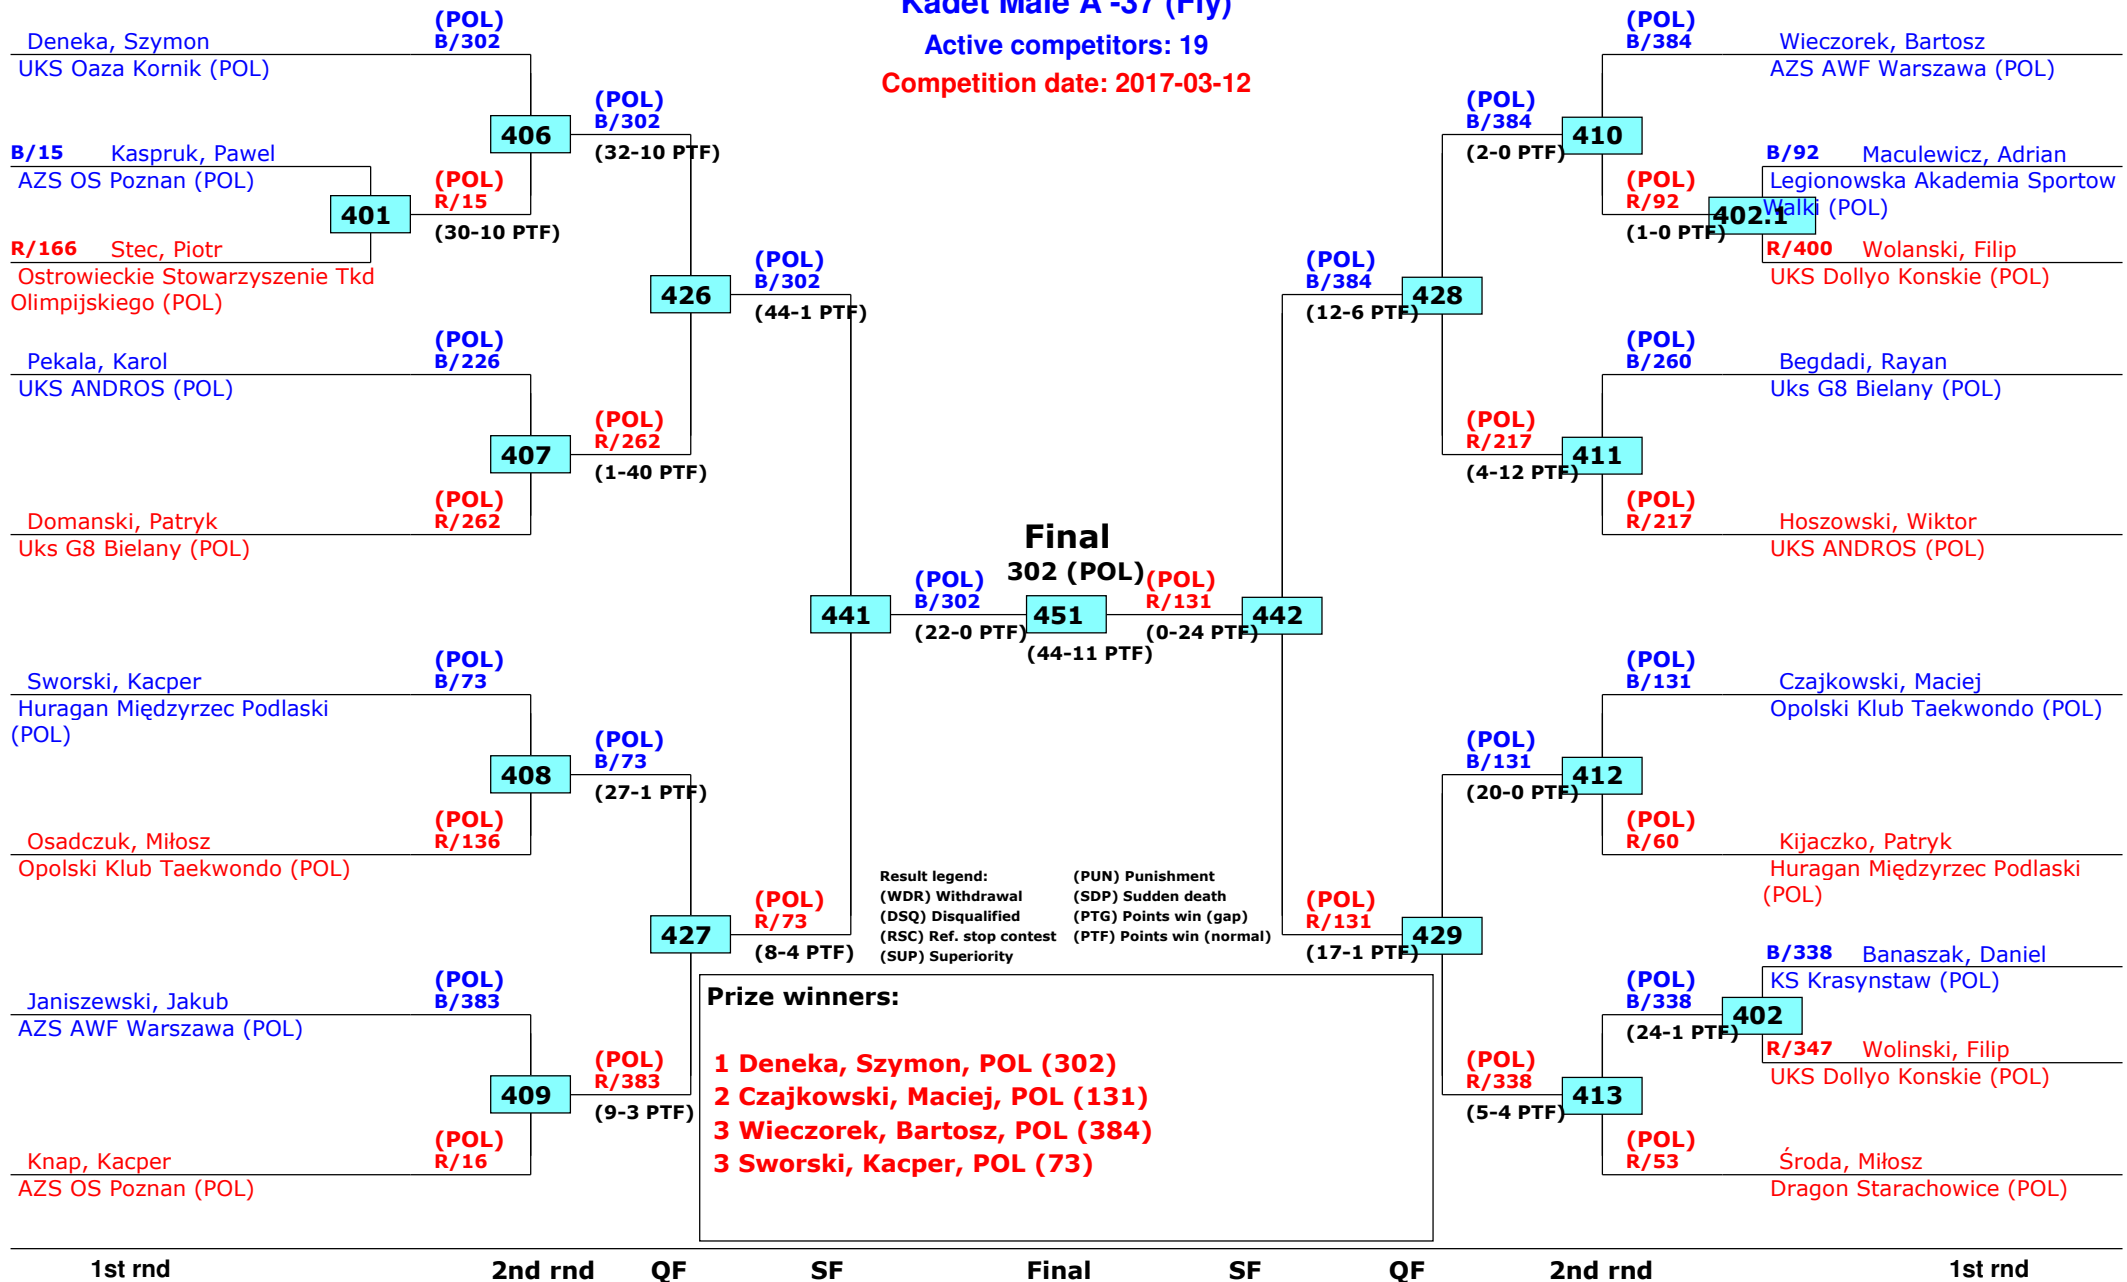 Kadet Male A -37 (Fly)
Active competitors: 19
Competition date: 2017-03-12
(POL)
Deneka, Szymon B/302
UKS Oaza Kornik (POL)
(POL)
406 B/302
(32-10 PTF)
B/15 Kaspruk, Pawel
AZS OS Poznan (POL)
(POL)
401 R/15
(30-10 PTF)
R/166 Stec, Piotr
Ostrowieckie Stowarzyszenie Tkd
Olimpijskiego (POL)
(POL)
426 B/302
(44-1 PTF)
(POL)
Pekala, Karol B/226
UKS ANDROS (POL)
(POL)
407 R/262
(1-40 PTF)
(POL)
Domanski, Patryk R/262
Uks G8 Bielany (POL)
(POL)
441 B/302
(22-0 PTF)
(POL)
Sworski, Kacper B/73
Huragan Międzyrzec Podlaski
(POL)
(POL)
408 B/73
(27-1 PTF)
(POL)
Osadczuk, Miłosz R/136
Opolski Klub Taekwondo (POL)
(POL)
427 R/73
(8-4 PTF)
(POL)
Janiszewski, Jakub B/383
AZS AWF Warszawa (POL)
(POL)
409 R/383
(9-3 PTF)
(POL)
Knap, Kacper R/16
AZS OS Poznan (POL)
Final
302 (POL)
451
(44-11 PTF)
(POL)
R/131 442
(0-24 PTF)
(POL)
B/384 Wieczorek, Bartosz
AZS AWF Warszawa (POL)
(POL)
B/384 410
(2-0 PTF)
B/92 Maculewicz, Adrian
Legionowska Akademia Sportow
Walki (POL)
(POL)
R/92 402.1
(1-0 PTF)
R/400 Wolanski, Filip
UKS Dollyo Konskie (POL)
(POL)
B/384 428
(12-6 PTF)
(POL)
B/260 Begdadi, Rayan
Uks G8 Bielany (POL)
(POL)
R/217 411
(4-12 PTF)
(POL)
R/217 Hoszowski, Wiktor
UKS ANDROS (POL)
(POL)
B/131 Czajkowski, Maciej
Opolski Klub Taekwondo (POL)
(POL)
B/131 412
(20-0 PTF)
(POL)
R/60 Kijaczko, Patryk
Huragan Międzyrzec Podlaski
(POL)
(POL)
R/131 429
(17-1 PTF)
B/338 Banaszak, Daniel
KS Krasynstaw (POL)
(POL)
B/338 402
(24-1 PTF)
R/347 Wolinski, Filip
UKS Dollyo Konskie (POL)
(POL)
R/338 413
(5-4 PTF)
(POL)
R/53 Środa, Miłosz
Dragon Starachowice (POL)
Result legend: (PUN) Punishment
(WDR) Withdrawal (SDP) Sudden death
(DSQ) Disqualified (PTG) Points win (gap)
(RSC) Ref. stop contest (PTF) Points win (normal)
(SUP) Superiority
Prize winners:
1 Deneka, Szymon, POL (302)
2 Czajkowski, Maciej, POL (131)
3 Wieczorek, Bartosz, POL (384)
3 Sworski, Kacper, POL (73)
1st rnd 2nd rnd QF SF Final SF QF 2nd rnd 1st rnd